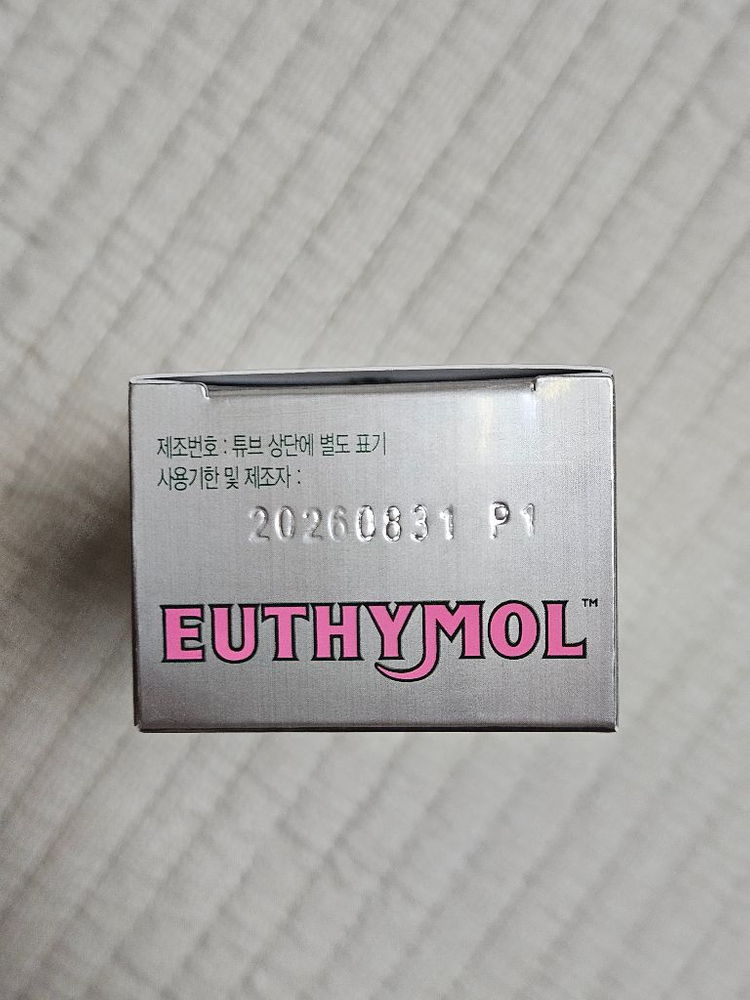 제조번호 : 튜브 상단에 별도 표기
사용기한 및 제조자 :
20260831 P1
EUTHYMOL™